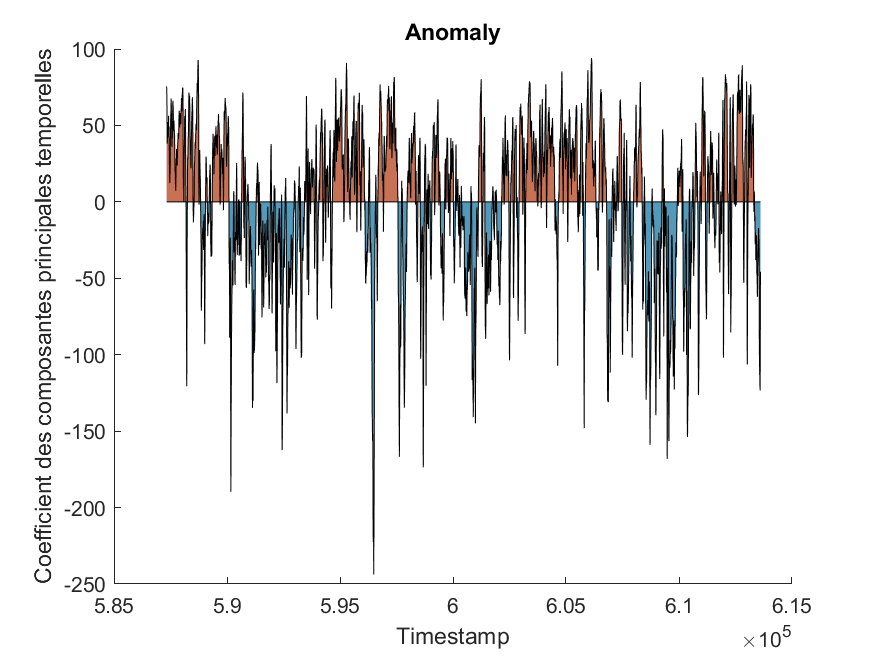 Anomaly
Coefficient des composantes principales temporelles
100
50
0
-50
-100
-150
-200
-250
5.85 5.9 5.95 6 6.05 6.1 6.15
Timestamp
×10^5